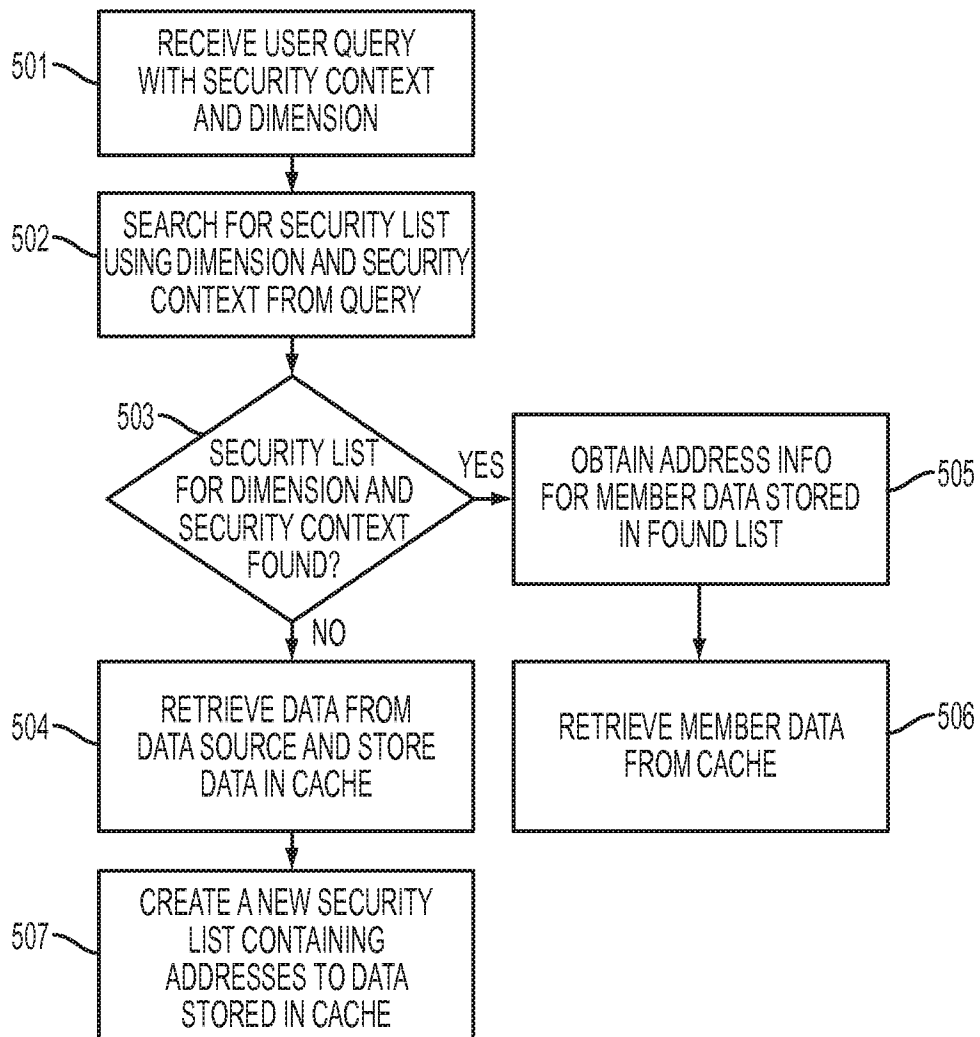 501
RECEIVE USER QUERY
WITH SECURITY CONTEXT
AND DIMENSION
502
SEARCH FOR SECURITY LIST
USING DIMENSION AND SECURITY
CONTEXT FROM QUERY
503
SECURITY LIST
FOR DIMENSION AND
SECURITY CONTEXT
FOUND?
YES
NO
OBTAIN ADDRESS INFO
FOR MEMBER DATA STORED
IN FOUND LIST
505
504
RETRIEVE DATA FROM
DATA SOURCE AND STORE
DATA IN CACHE
RETRIEVE MEMBER DATA
FROM CACHE
506
507
CREATE A NEW SECURITY
LIST CONTAINING
ADDRESSES TO DATA
STORED IN CACHE